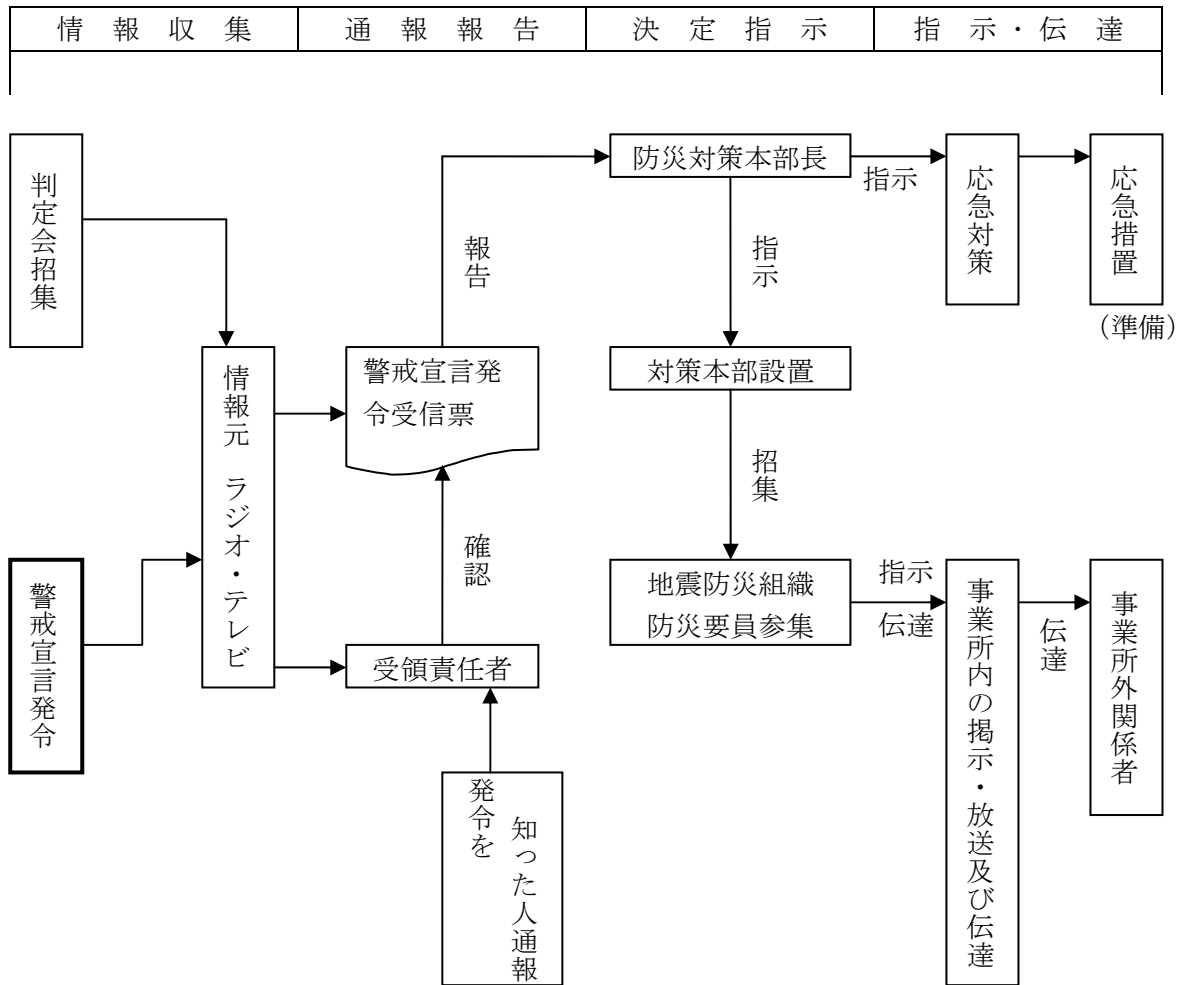 情報収集
通報報告
決定指示
指示・伝達
判定会招集
警戒宣言発令
情報元 ラジオ・テレビ
報告
警戒宣言発
令受信票
確認
受領責任者
発令を
知った人通報
防災対策本部長
指示
対策本部設置
招集
地震防災組織
防災要員参集
指示
応急対策
応急措置
(準備)
指示
伝達
事業所内の掲示・放送及び伝達
伝達
事業所外関係者